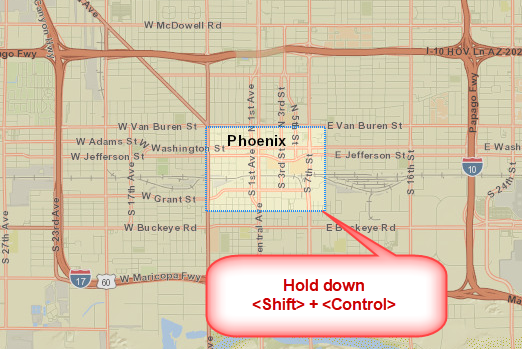 W McDowell Rd
Canyon Fwy
I-10 HOV Ln AZ-202
Papago Fwy
N 1st Ave
N 3rd St
N 5th St
Papago Fwy
W Van Buren St
E Van Buren St
W Adams St
W Washington St
Phoenix
W Jefferson St
E Jefferson St
E Wash
10
S 17th Ave
S 1st Ave
S 3rd St
S 7th St
S 16th St
S 24th St
W Grant St
S 27th Ave
S 23rd Ave
W Buckeye Rd
Central Ave
E Buckeye Rd
17
60
W Maricopa Fwy
Ma
Hold down
<Shift> + <Control>